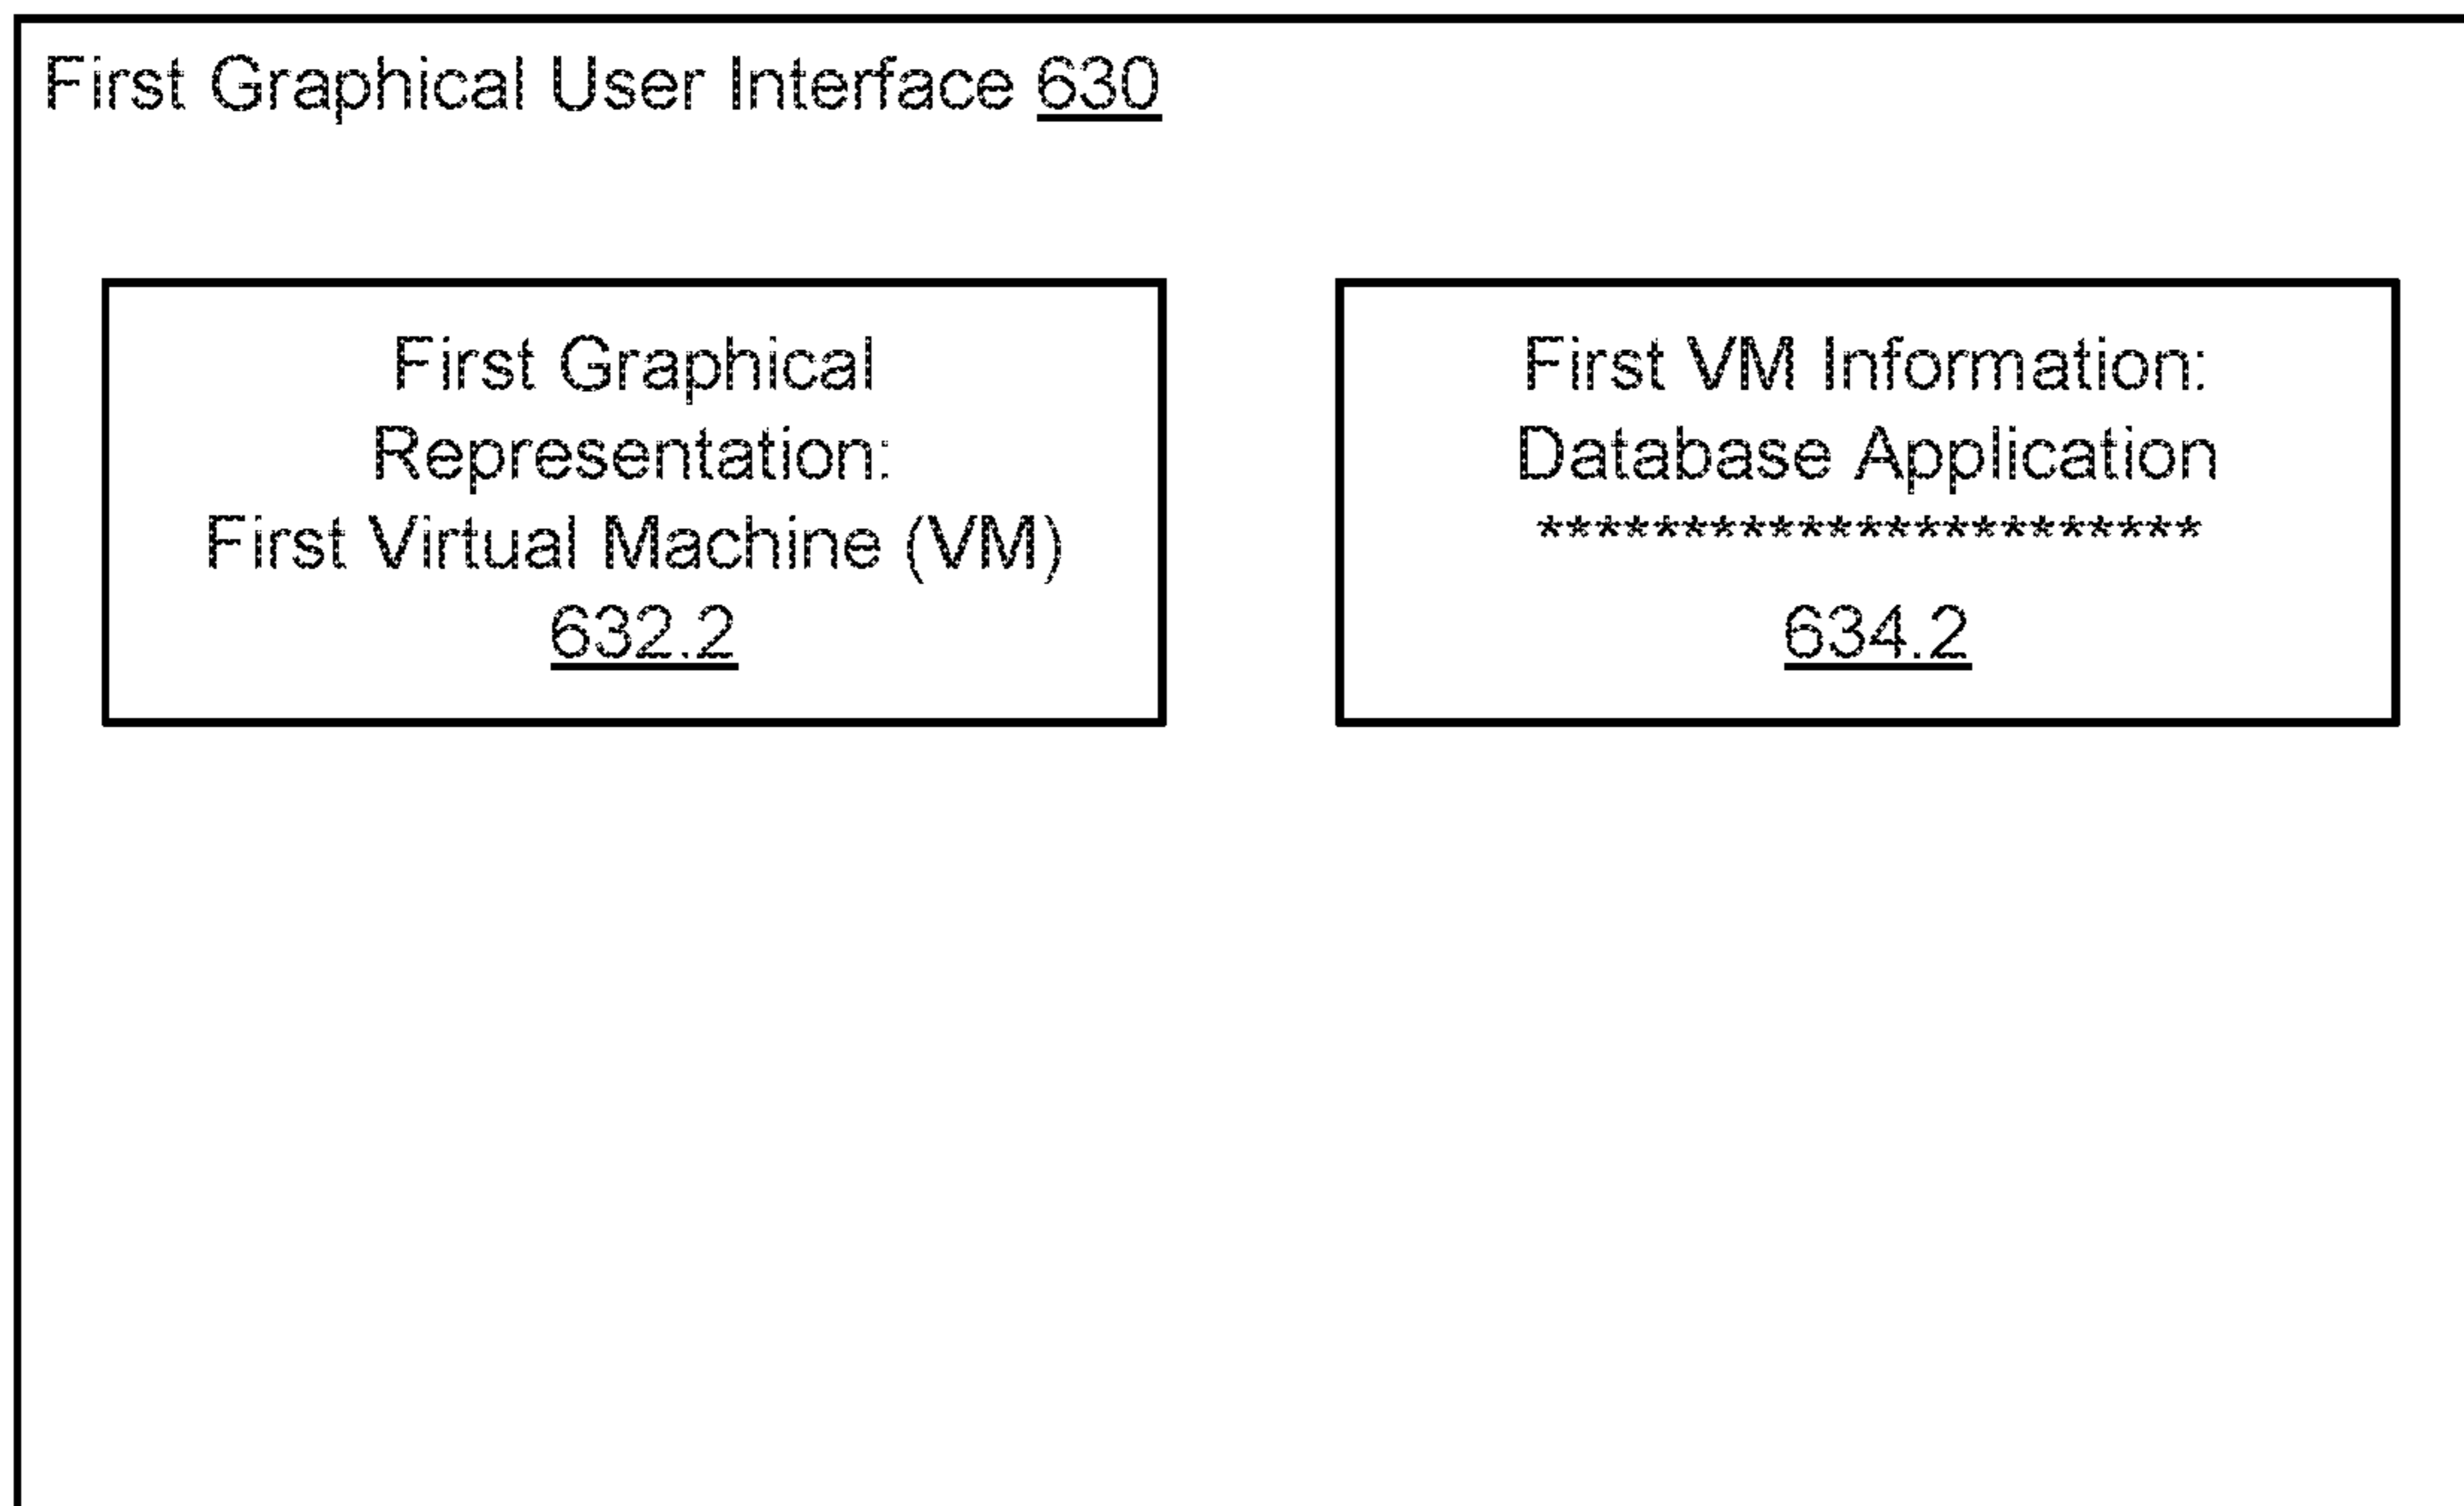 First Graphical User Interface 630
First Graphical
Representation:
First Virtual Machine (VM)
632.2
First VM Information:
Database Application
***********************
634.2